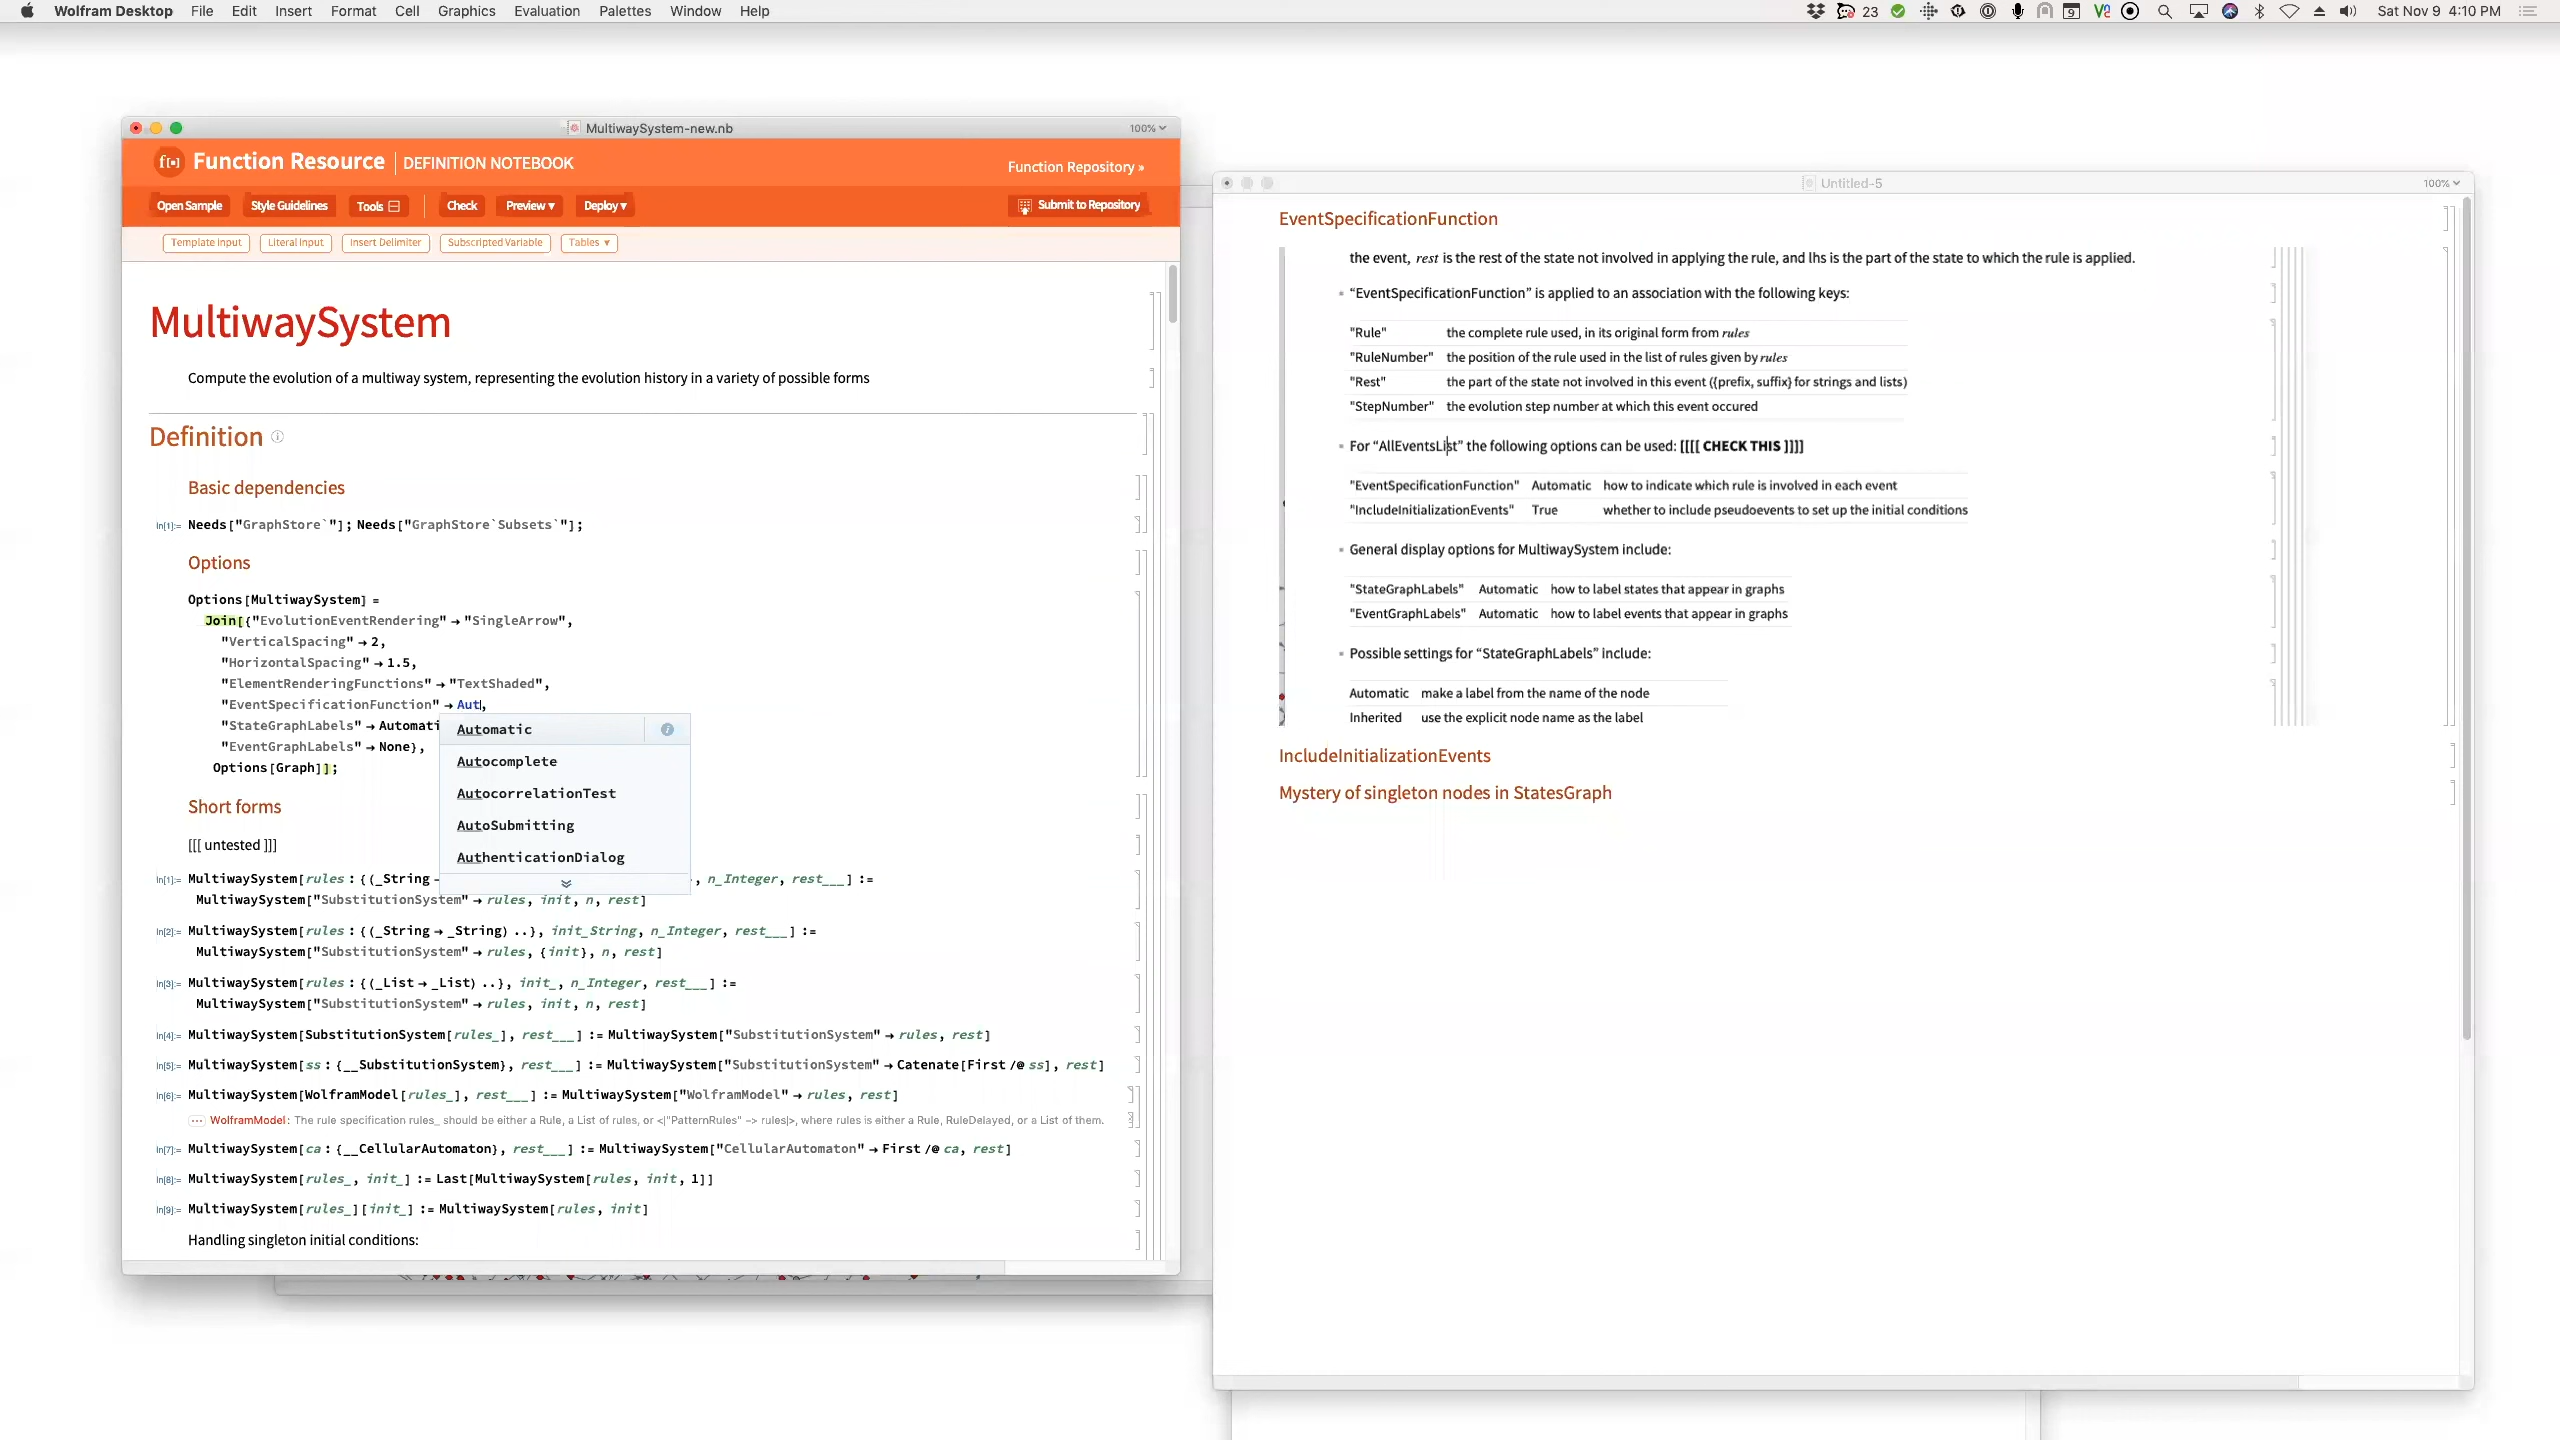 Wolfram Desktop File Edit Insert Format Cell Graphics Evaluation Palettes Window Help 23 9 Sat Nov 9 4:10 PM
MultiwaySystem-new.nb 100%
Function Resource DEFINITION NOTEBOOK Function Repository »
Open Sample Style Guidelines Tools Check Preview ▾ Deploy ▾ Submit to Repository
Template Input Literal Input Insert Delimiter Subscripted Variable Tables ▾
MultiwaySystem
Compute the evolution of a multiway system, representing the evolution history in a variety of possible forms
Definition
Basic dependencies
In[1]:= Needs["GraphStore`"]; Needs["GraphStore`Subsets`"];
Options
Options[MultiwaySystem] =
Join[{"EvolutionEventRendering" → "SingleArrow",
"VerticalSpacing" → 2,
"HorizontalSpacing" → 1.5,
"ElementRenderingFunctions" → "TextShaded",
"EventSpecificationFunction" → Aut,
"StateGraphLabels" → Automati
"EventGraphLabels" → None},
Options[Graph]];
Automatic
Autocomplete
AutocorrelationTest
AutoSubmitting
AuthenticationDialog
Short forms
[[[ untested ]]]
In[1]:= MultiwaySystem[rules : {(_String , n_Integer, rest___] :=
MultiwaySystem["SubstitutionSystem" → rules, init, n, rest]
In[2]:= MultiwaySystem[rules : {(_String → _String) ..}, init_String, n_Integer, rest___] :=
MultiwaySystem["SubstitutionSystem" → rules, {init}, n, rest]
In[3]:= MultiwaySystem[rules : {(_List → _List) ..}, init_, n_Integer, rest___] :=
MultiwaySystem["SubstitutionSystem" → rules, init, n, rest]
In[4]:= MultiwaySystem[SubstitutionSystem[rules_], rest___] := MultiwaySystem["SubstitutionSystem" → rules, rest]
In[5]:= MultiwaySystem[ss : {__SubstitutionSystem}, rest___] := MultiwaySystem["SubstitutionSystem" → Catenate[First /@ ss], rest]
In[6]:= MultiwaySystem[WolframModel[rules_], rest___] := MultiwaySystem["WolframModel" → rules, rest]
WolframModel: The rule specification rules_ should be either a Rule, a List of rules, or <|"PatternRules" -> rules|>, where rules is either a Rule, RuleDelayed, or a List of them.
In[7]:= MultiwaySystem[ca : {__CellularAutomaton}, rest___] := MultiwaySystem["CellularAutomaton" → First /@ ca, rest]
In[8]:= MultiwaySystem[rules_, init_] := Last[MultiwaySystem[rules, init, 1]]
In[9]:= MultiwaySystem[rules_][init_] := MultiwaySystem[rules, init]
Handling singleton initial conditions:
Untitled-5 100%
EventSpecificationFunction
the event, rest is the rest of the state not involved in applying the rule, and lhs is the part of the state to which the rule is applied.
▪ “EventSpecificationFunction” is applied to an association with the following keys:
"Rule" the complete rule used, in its original form from rules
"RuleNumber" the position of the rule used in the list of rules given by rules
"Rest" the part of the state not involved in this event ({prefix, suffix} for strings and lists)
"StepNumber" the evolution step number at which this event occured
▪ For “AllEventsList” the following options can be used: [[[[ CHECK THIS ]]]]
"EventSpecificationFunction" Automatic how to indicate which rule is involved in each event
"IncludeInitializationEvents" True whether to include pseudoevents to set up the initial conditions
▪ General display options for MultiwaySystem include:
"StateGraphLabels" Automatic how to label states that appear in graphs
"EventGraphLabels" Automatic how to label events that appear in graphs
▪ Possible settings for “StateGraphLabels” include:
Automatic make a label from the name of the node
Inherited use the explicit node name as the label
IncludeInitializationEvents
Mystery of singleton nodes in StatesGraph